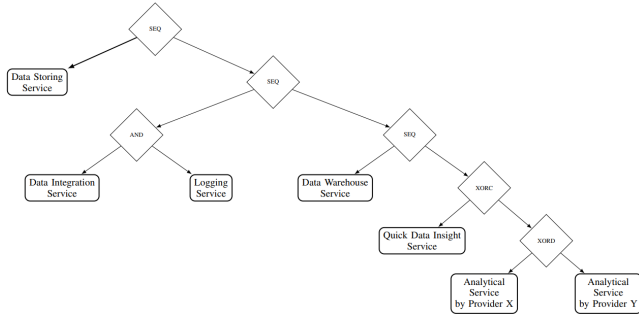 SEQ
Data Storing
Service
SEQ
AND
SEQ
Data Integration
Service
Logging
Service
Data Warehouse
Service
XORC
Quick Data Insight
Service
XORD
Analytical
Service
by Provider X
Analytical
Service
by Provider Y